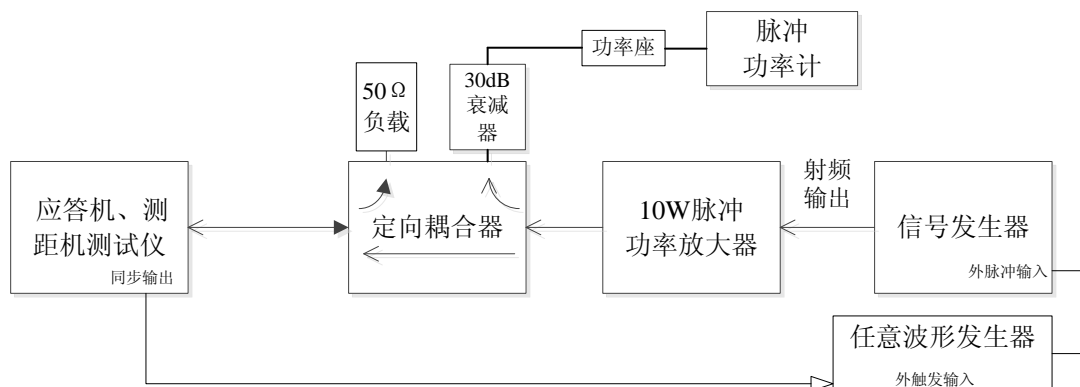 脉冲
功率计
功率座
30dB
衰减
器
50Ω
负载
应答机、测
距机测试仪
同步输出
定向耦合器
10W脉冲
功率放大器
射频
输出
信号发生器
外脉冲输入
任意波形发生器
外触发输入